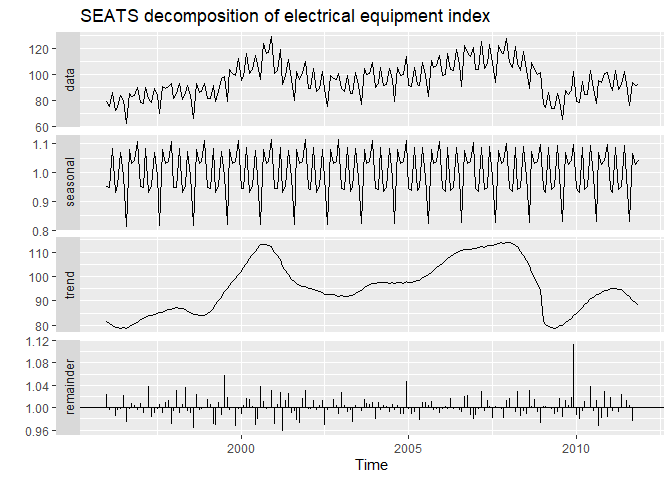 SEATS decomposition of electrical equipment index
120
100
80
60
data
1.1
1.0
0.9
0.8
seasonal
110
100
90
80
trend
1.12
1.08
1.04
1.00
0.96
remainder
2000 2005 2010
Time